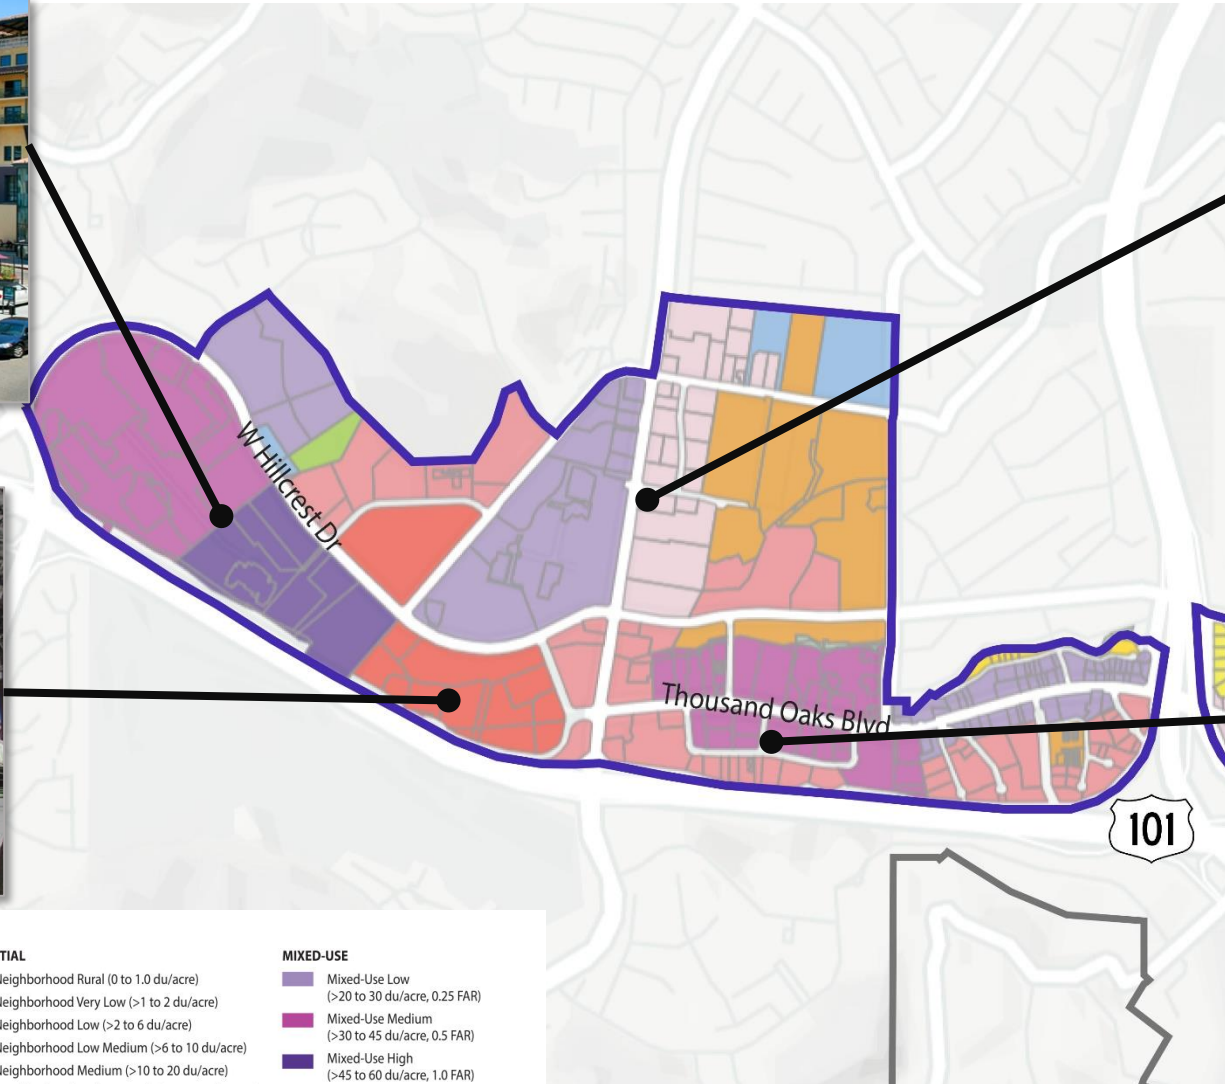 W Hillcrest Dr
Thousand Oaks Blvd
101
TIAL
Neighborhood Rural (0 to 1.0 du/acre)
Neighborhood Very Low (>1 to 2 du/acre)
Neighborhood Low (>2 to 6 du/acre)
Neighborhood Low Medium (>6 to 10 du/acre)
Neighborhood Medium (>10 to 20 du/acre)
MIXED-USE
Mixed-Use Low
(>20 to 30 du/acre, 0.25 FAR)
Mixed-Use Medium
(>30 to 45 du/acre, 0.5 FAR)
Mixed-Use High
(>45 to 60 du/acre, 1.0 FAR)